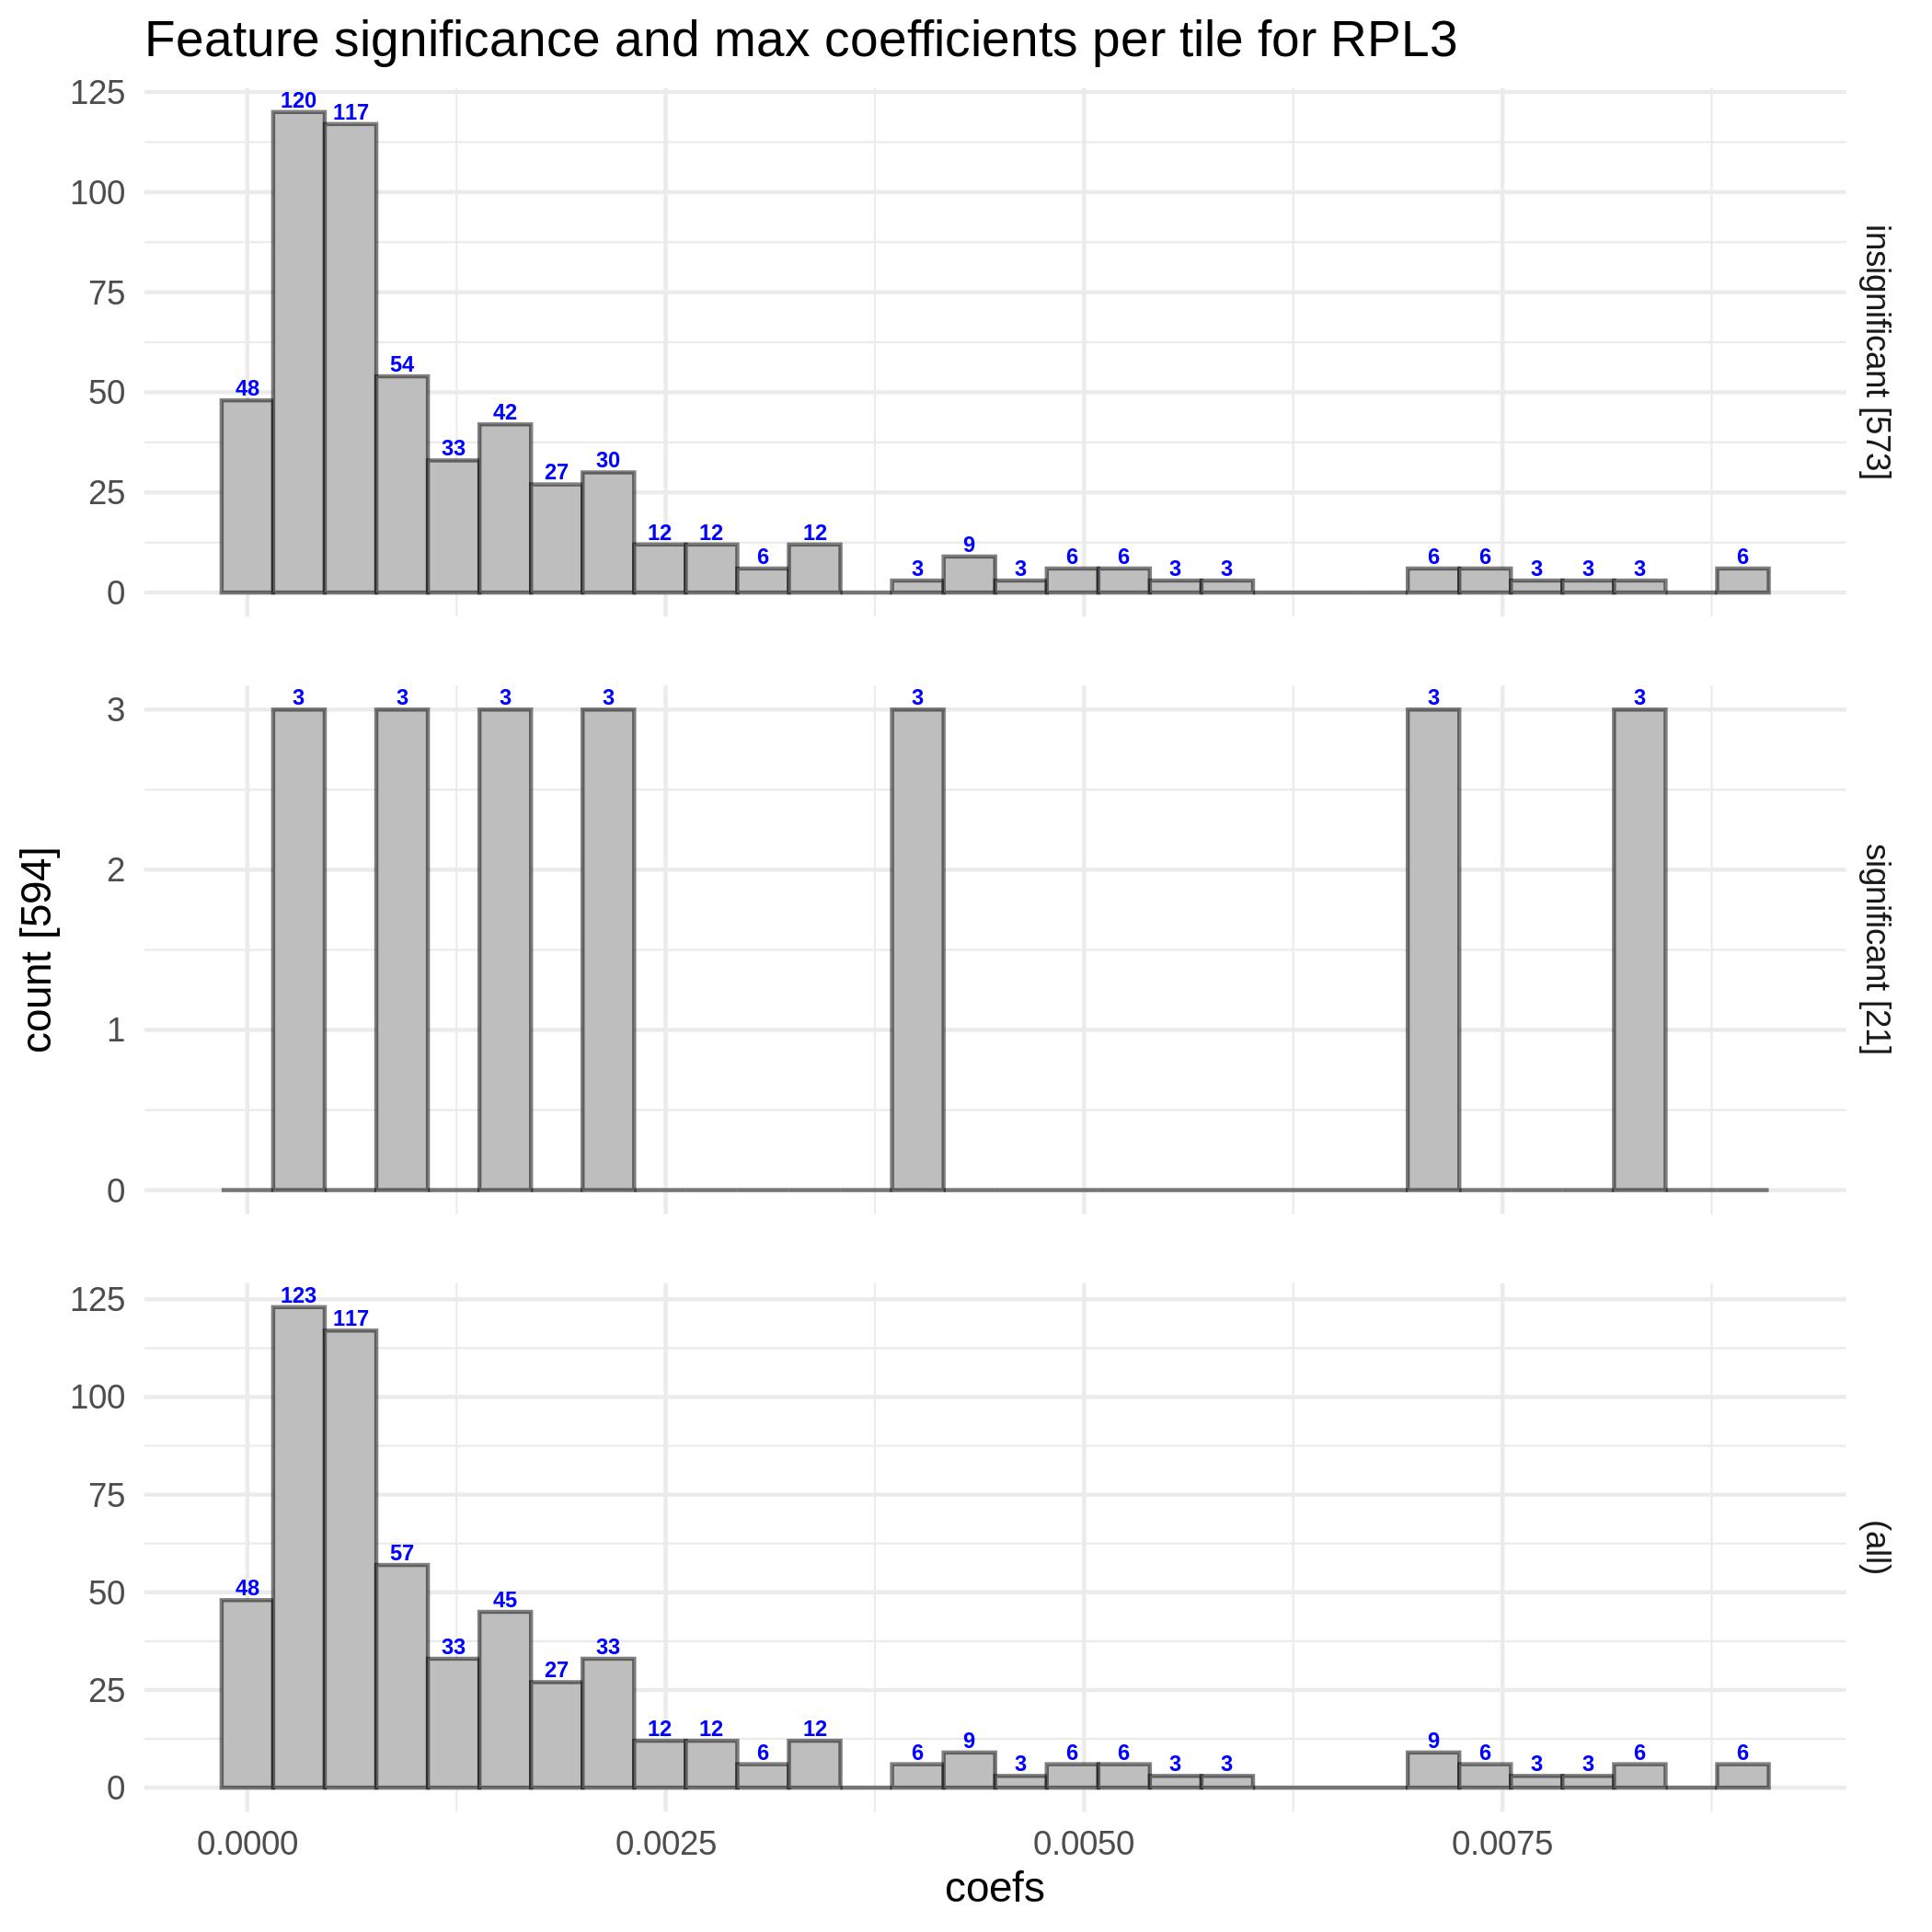 Feature significance and max coefficients per tile for RPL3
125
100
75
50
25
0
48 120 117 54 33 42 27 30 12 12 6 12 3 9 3 6 6 3 3 6 6 3 3 3 6
insignificant [573]
3
2
1
0
3 3 3 3 3 3 3
significant [21]
count [594]
125
100
75
50
25
0
48 123 117 57 33 45 27 33 12 12 6 12 6 9 3 6 6 3 3 9 6 3 3 6 6
(all)
0.0000 0.0025 0.0050 0.0075
coefs